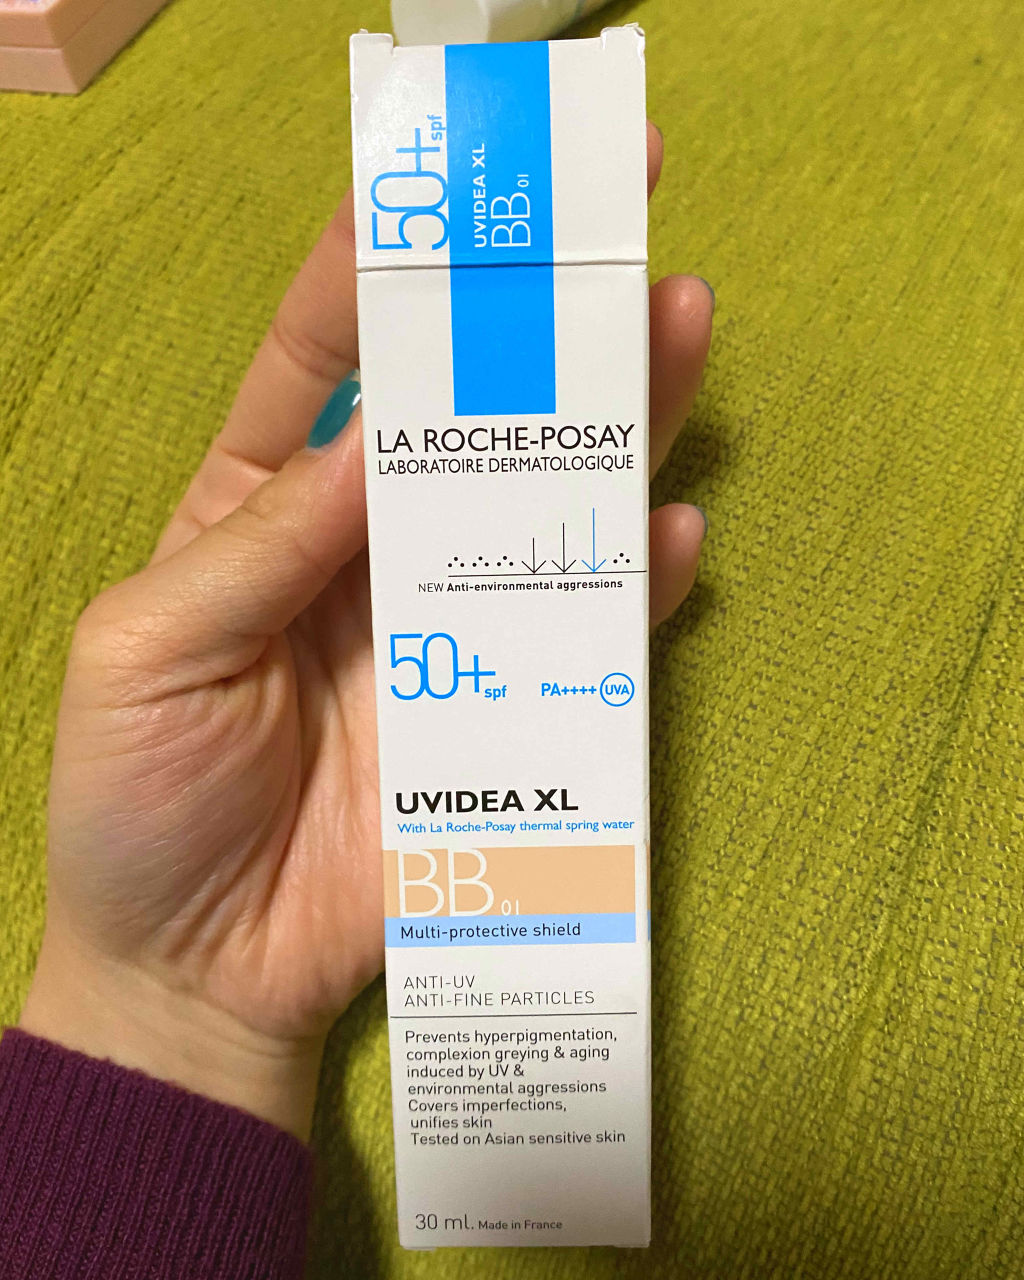 50+ spf
UVIDEA XL
BB 01
LA ROCHE-POSAY
LABORATOIRE DERMATOLOGIQUE
NEW Anti-environmental aggressions
50+ spf PA++++ UVA
UVIDEA XL
With La Roche-Posay thermal spring water
BB 01
Multi-protective shield
ANTI-UV
ANTI-FINE PARTICLES
Prevents hyperpigmentation,
complexion greying & aging
induced by UV &
environmental aggressions
Covers imperfections,
unifies skin
Tested on Asian sensitive skin
30 ml. Made in France